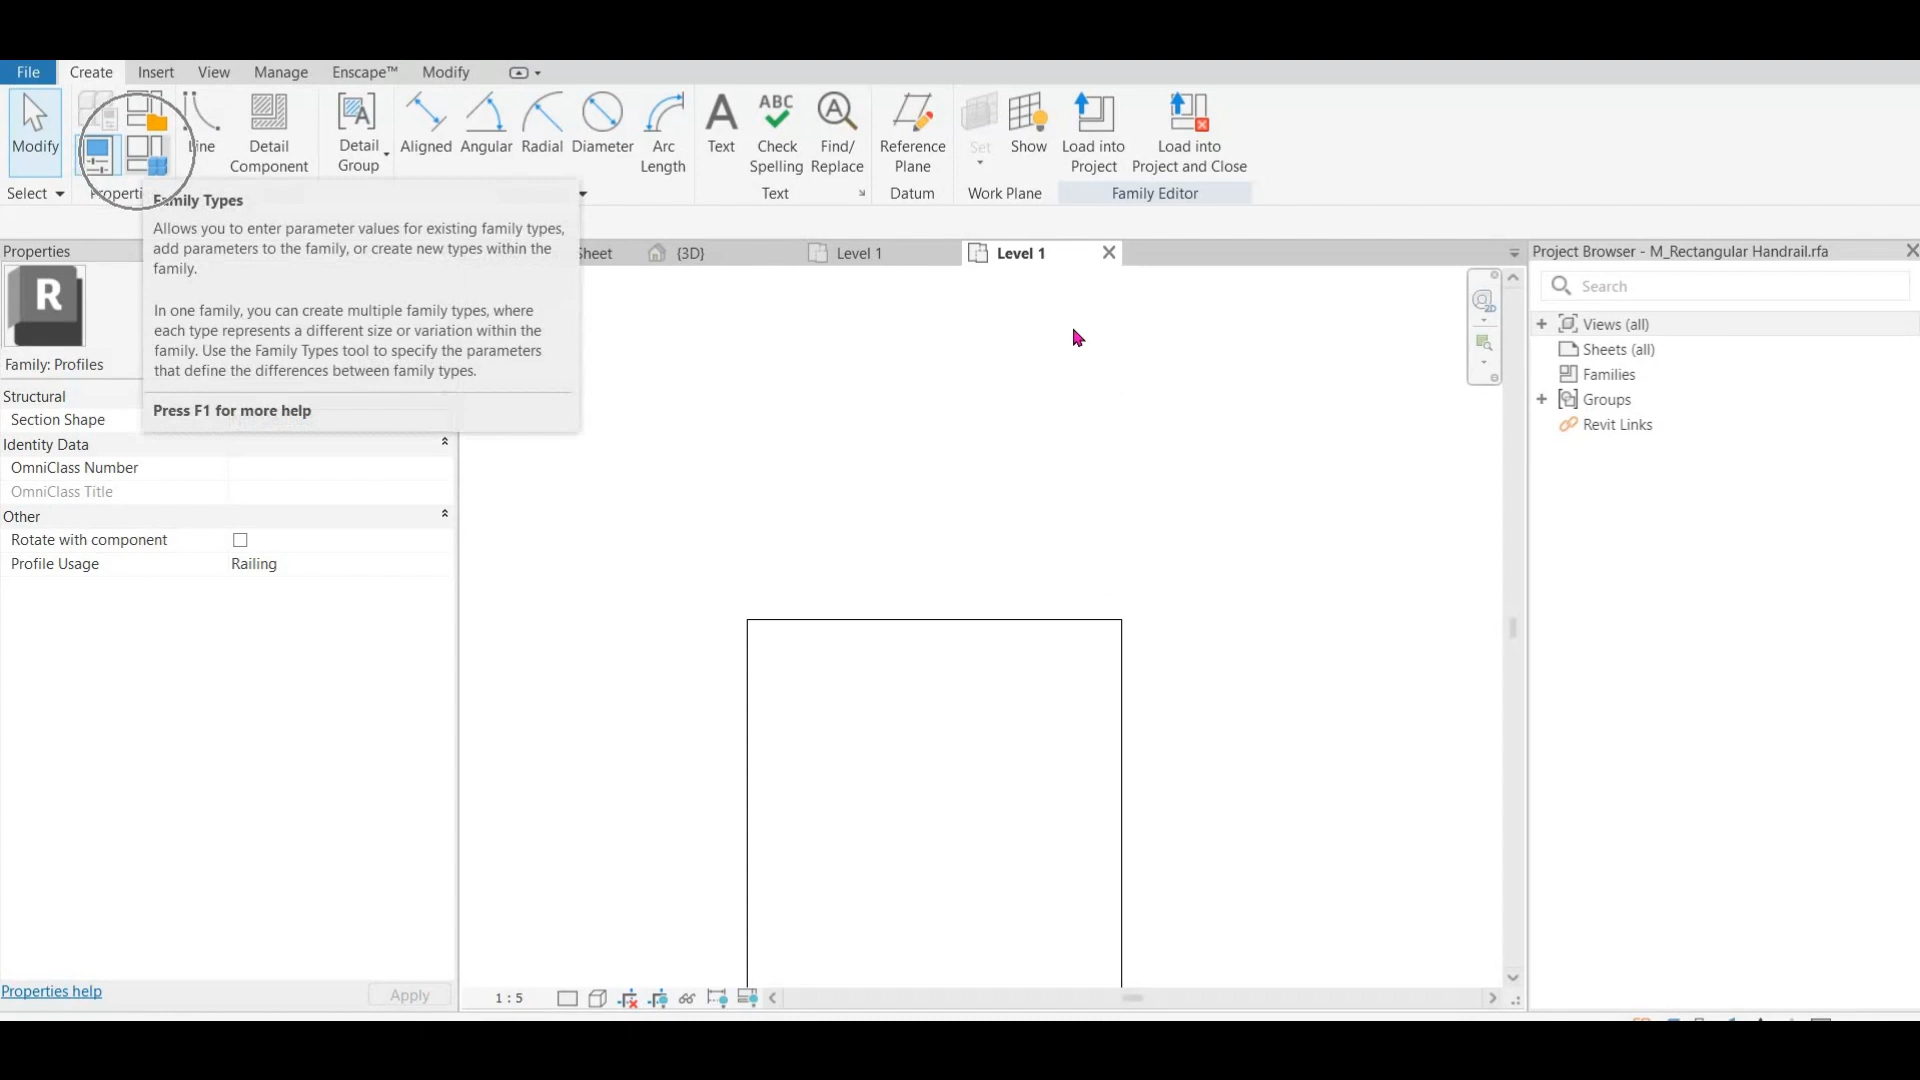 File Create Insert View Manage Enscape™ Modify
Modify
Line
Detail
Component
Detail
Group
Aligned Angular Radial Diameter Arc
Length
Text
ABC
Check
Spelling
Find/
Replace
Reference
Plane
Set
Show
Load into
Project
Load into
Project and Close
Select Properti Text Datum Work Plane Family Editor
Family Types
Allows you to enter parameter values for existing family types,
add parameters to the family, or create new types within the
family.
In one family, you can create multiple family types, where
each type represents a different size or variation within the
family. Use the Family Types tool to specify the parameters
that define the differences between family types.
Press F1 for more help
Properties
R
Family: Profiles
Structural
Section Shape
Identity Data
OmniClass Number
OmniClass Title
Other
Rotate with component
Profile Usage Railing
Properties help
Apply
Sheet {3D} Level 1 Level 1
2D
1 : 5
Project Browser - M_Rectangular Handrail.rfa
Search
Views (all)
Sheets (all)
Families
Groups
Revit Links